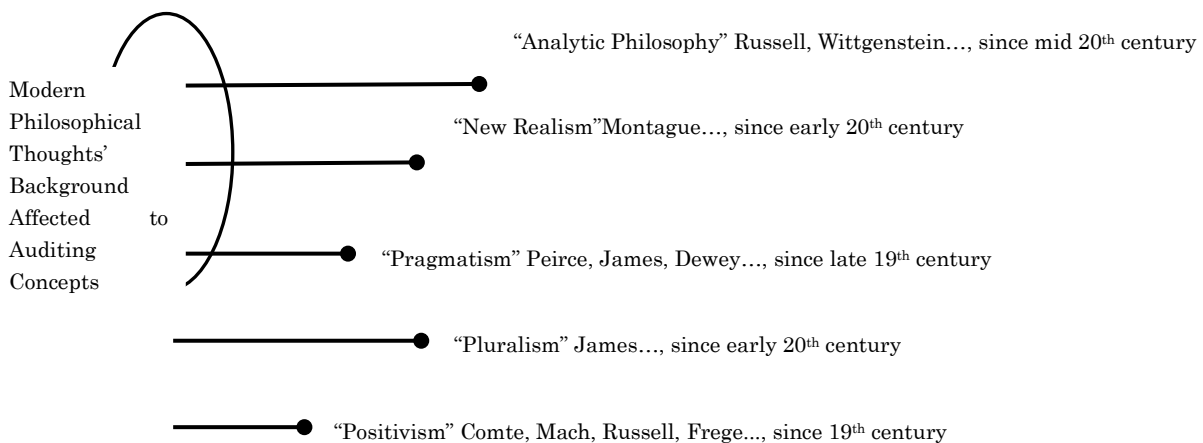 “Analytic Philosophy” Russell, Wittgenstein…, since mid 20th century
Modern
Philosophical
Thoughts’
Background
Affected to
Auditing
Concepts
“New Realism”Montague…, since early 20th century
“Pragmatism” Peirce, James, Dewey…, since late 19th century
“Pluralism” James…, since early 20th century
“Positivism” Comte, Mach, Russell, Frege..., since 19th century